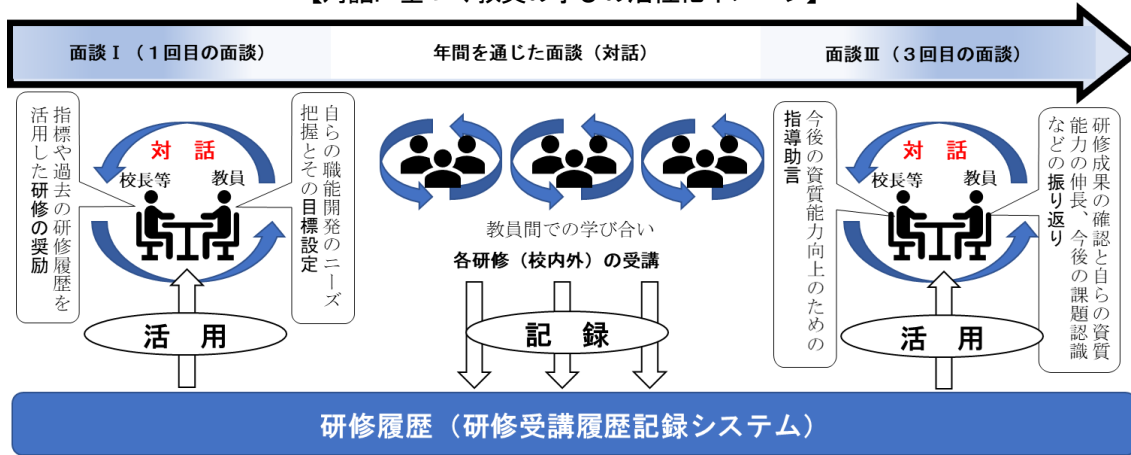 面談Ⅰ（１回目の面談）
年間を通じた面談（対話）
面談Ⅲ（３回目の面談）
指標や過去の研修履歴を
活用した研修の奨励
対　話
校長等
教員
自らの職能開発のニーズ
把握とその目標設定
教員間での学び合い
各研修（校内外）の受講
今後の資質能力向上のための
指導助言
対　話
校長等
教員
研修成果の確認と自らの資質
能力の伸長、今後の課題認識
などの振り返り
活　用
記　録
活　用
研修履歴（研修受講履歴記録システム）